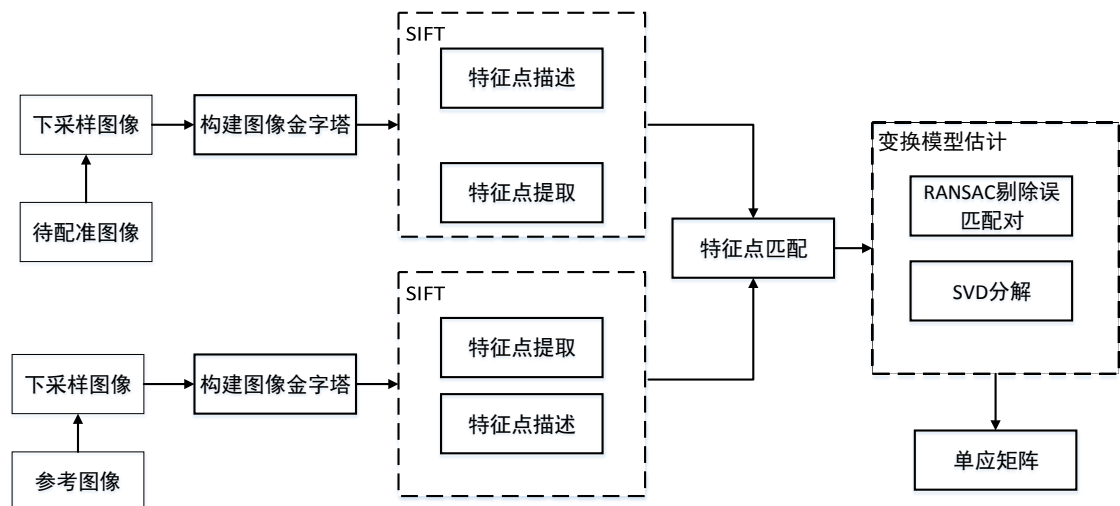 SIFT
特征点描述
下采样图像
构建图像金字塔
特征点提取
待配准图像
变换模型估计
RANSAC剔除误
匹配对
特征点匹配
SVD分解
SIFT
特征点提取
下采样图像
构建图像金字塔
特征点描述
参考图像
单应矩阵